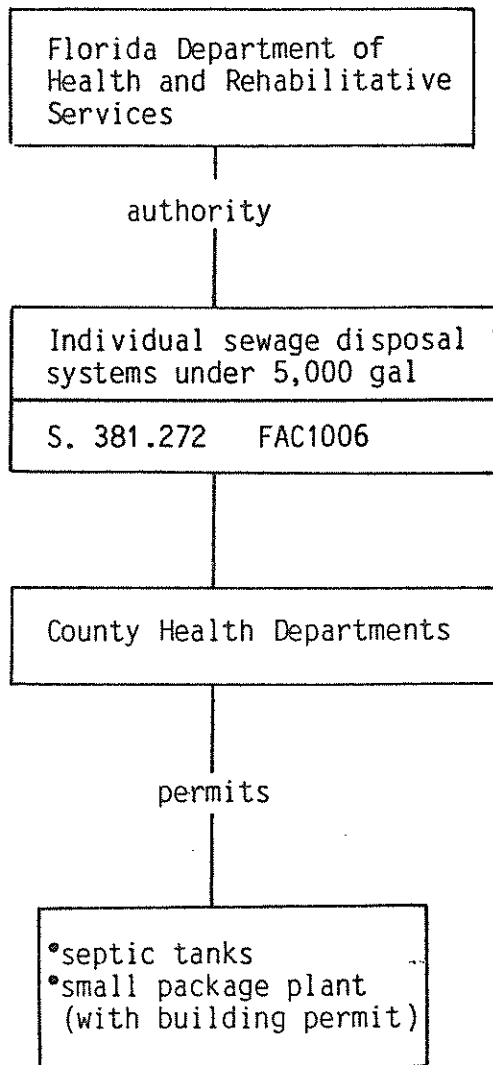 Florida Department of
Health and Rehabilitative
Services
authority
Individual sewage disposal
systems under 5,000 gal
S. 381.272 FAC1006
County Health Departments
permits
•septic tanks
•small package plant
(with building permit)